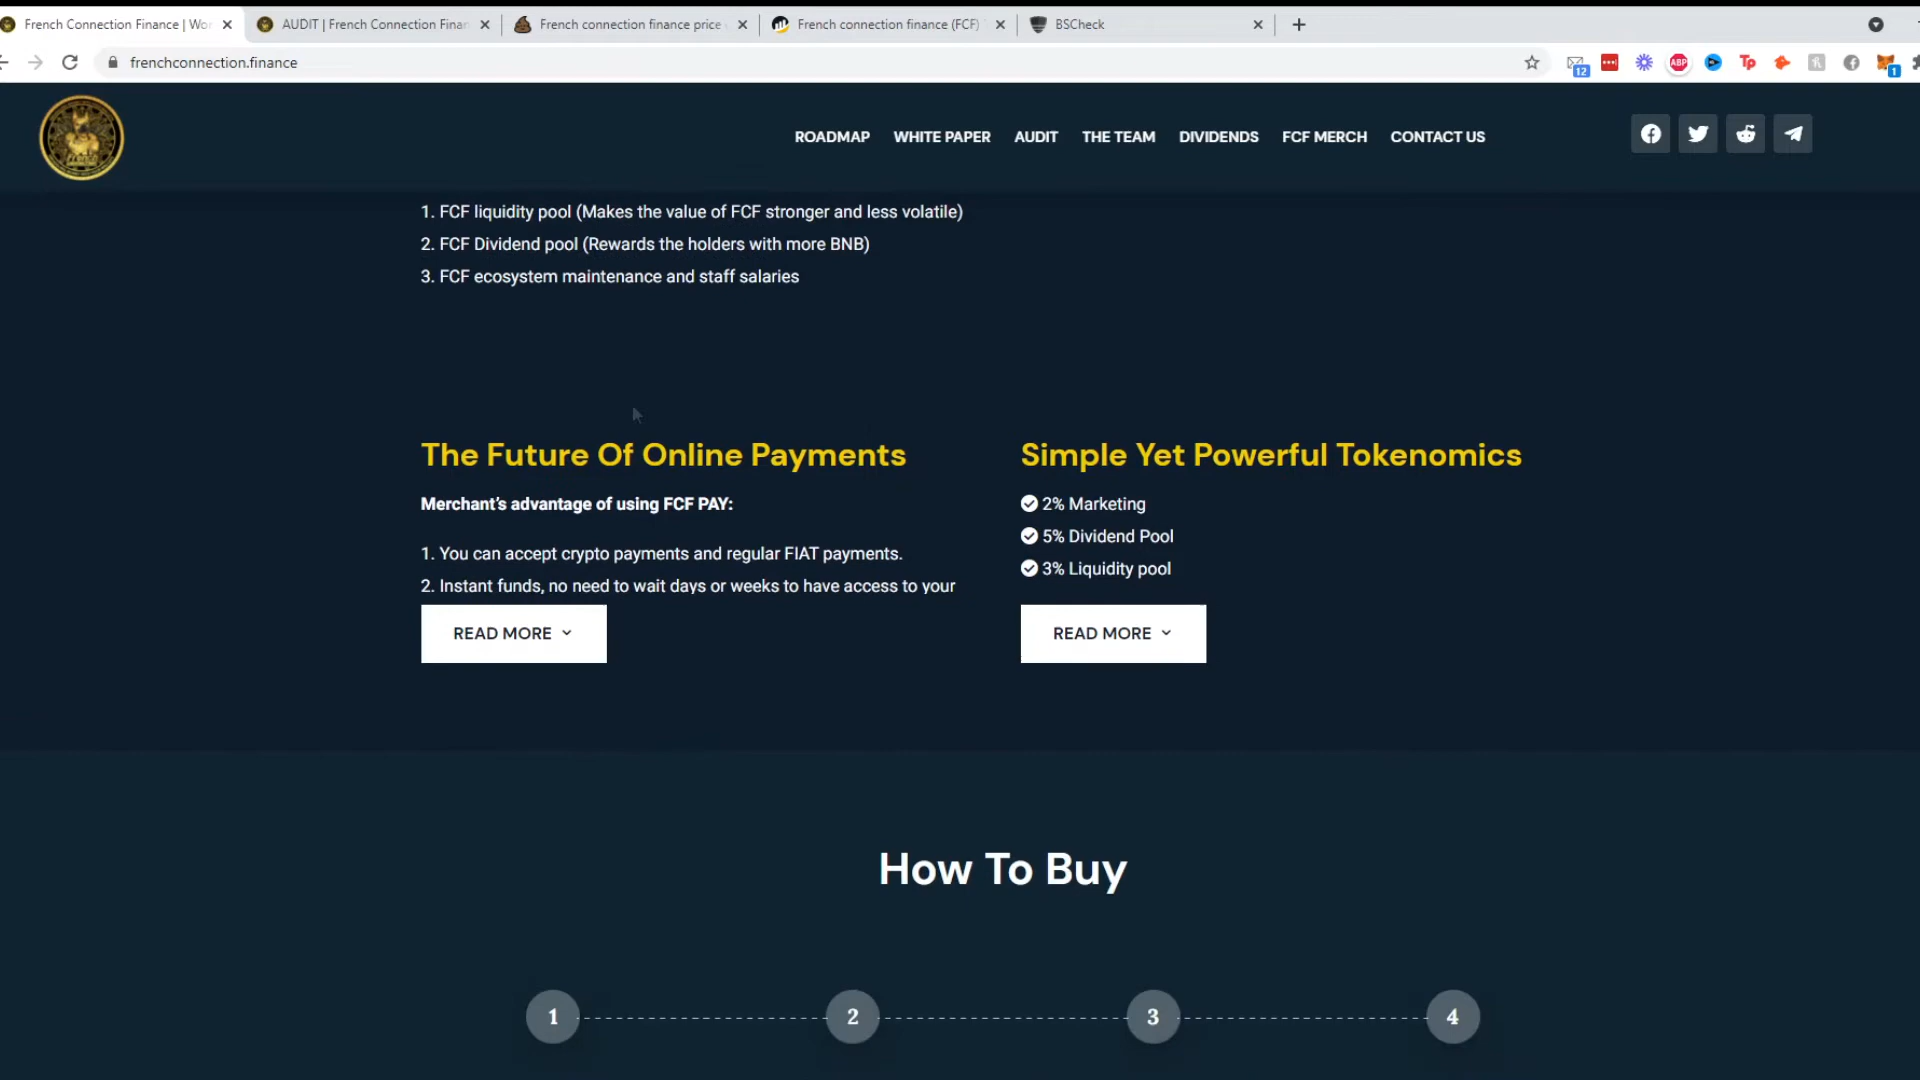 French Connection Finance | Wor
AUDIT | French Connection Finan
French connection finance price
French connection finance (FCF)
BSCheck
frenchconnection.finance
12
ABP
Tp
1
ROADMAP
WHITE PAPER
AUDIT
THE TEAM
DIVIDENDS
FCF MERCH
CONTACT US
1. FCF liquidity pool (Makes the value of FCF stronger and less volatile)
2. FCF Dividend pool (Rewards the holders with more BNB)
3. FCF ecosystem maintenance and staff salaries
The Future Of Online Payments
Merchant’s advantage of using FCF PAY:
1. You can accept crypto payments and regular FIAT payments.
2. Instant funds, no need to wait days or weeks to have access to your
READ MORE
Simple Yet Powerful Tokenomics
2% Marketing
5% Dividend Pool
3% Liquidity pool
READ MORE
How To Buy
1
2
3
4